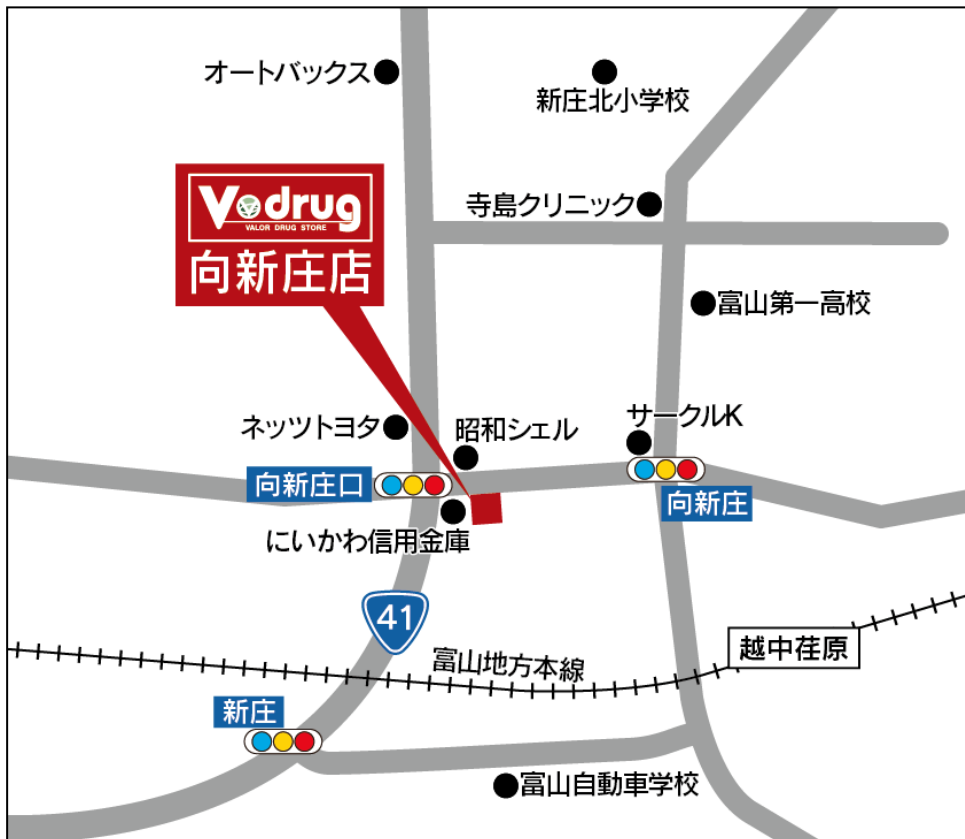 オートバックス
新庄北小学校
V drug
VALOR DRUG STORE
向新庄店
寺島クリニック
富山第一高校
ネッツトヨタ
昭和シェル
サークルK
向新庄口
向新庄
にいかわ信用金庫
41
富山地方本線
越中荏原
新庄
富山自動車学校